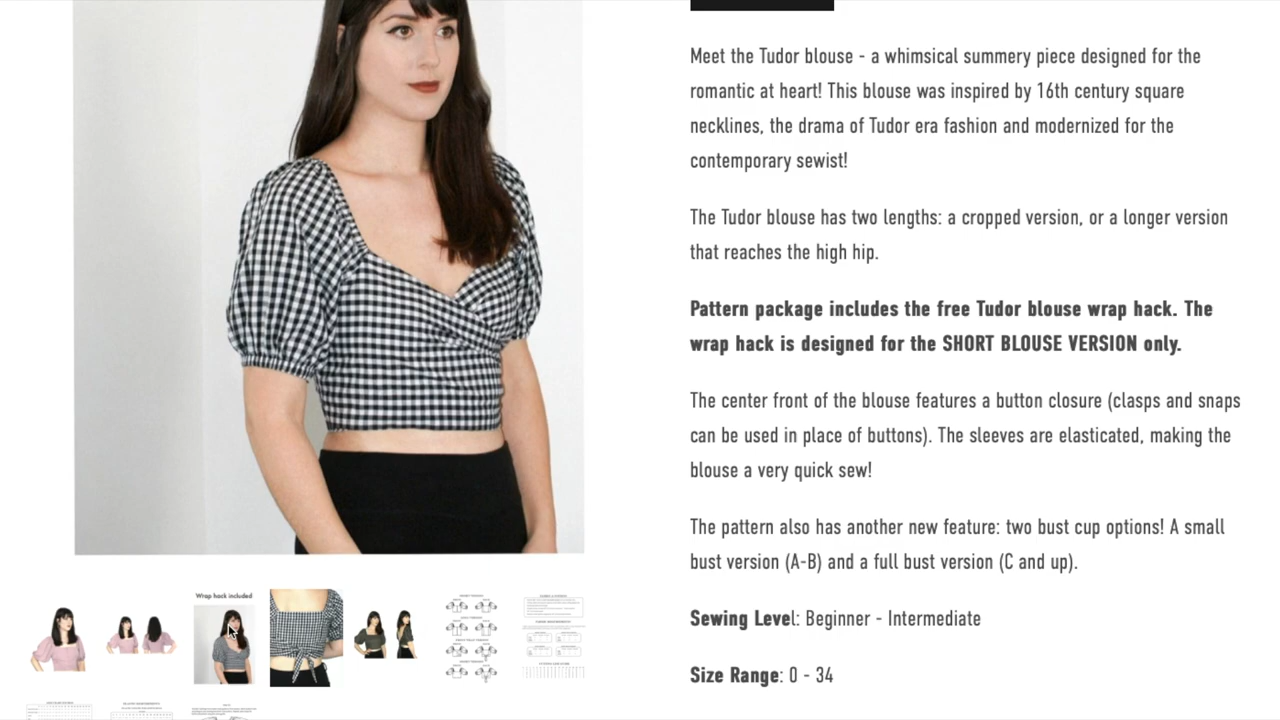 Meet the Tudor blouse - a whimsical summery piece designed for the
romantic at heart! This blouse was inspired by 16th century square
necklines, the drama of Tudor era fashion and modernized for the
contemporary sewist!
The Tudor blouse has two lengths: a cropped version, or a longer version
that reaches the high hip.
Pattern package includes the free Tudor blouse wrap hack. The
wrap hack is designed for the SHORT BLOUSE VERSION only.
The center front of the blouse features a button closure (clasps and snaps
can be used in place of buttons). The sleeves are elasticated, making the
blouse a very quick sew!
The pattern also has another new feature: two bust cup options! A small
bust version (A-B) and a full bust version (C and up).
Sewing Level: Beginner - Intermediate
Size Range: 0 - 34
Wrap hack included